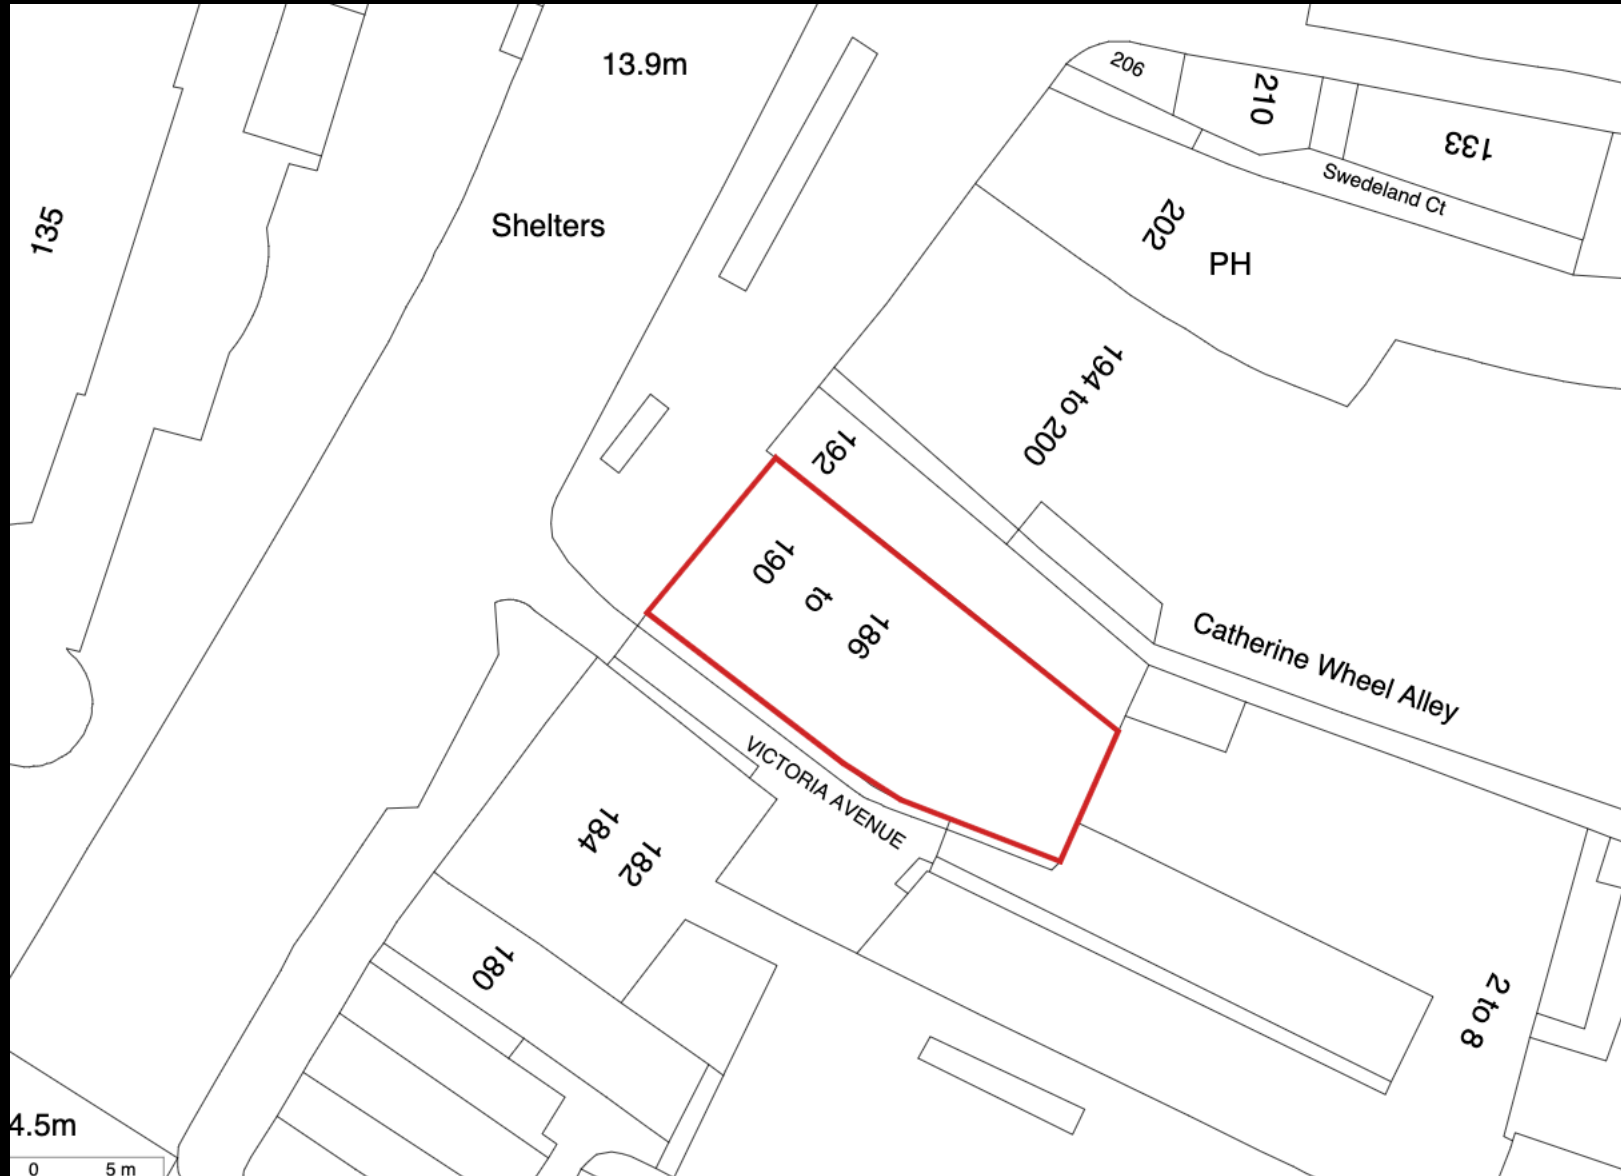 13.9m
206
210
133
Swedeland Ct
135
Shelters
202
PH
194 to 200
192
190
to
186
Catherine Wheel Alley
VICTORIA AVENUE
184
182
180
2 to 8
4.5m
0
5 m